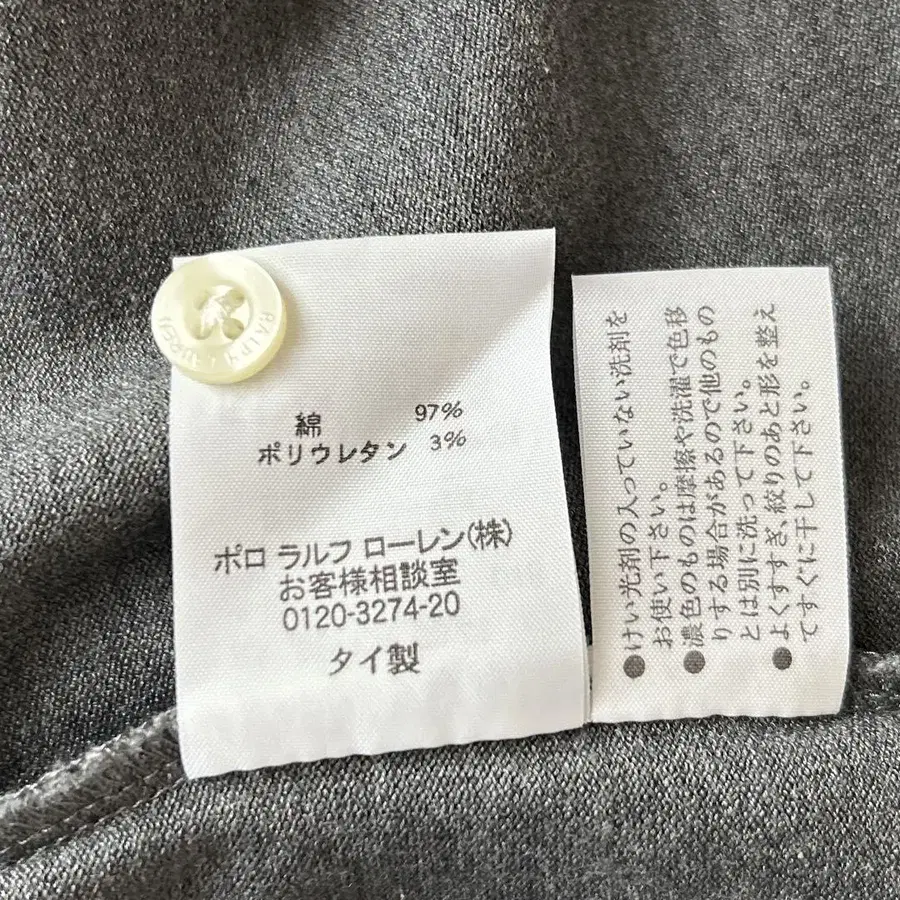 RALPH LAUREN
綿 97%
ポリウレタン 3%
ポロ ラルフ ローレン(株)
お客様相談室
0120-3274-20
タイ製
●けい光剤の入っていない洗剤を
お使い下さい。
●濃色のものは摩擦や洗濯で色移
りする場合があるので他のもの
とは別に洗って下さい。
●よくすすぎ、絞りのあと形を整え
てすぐに干して下さい。